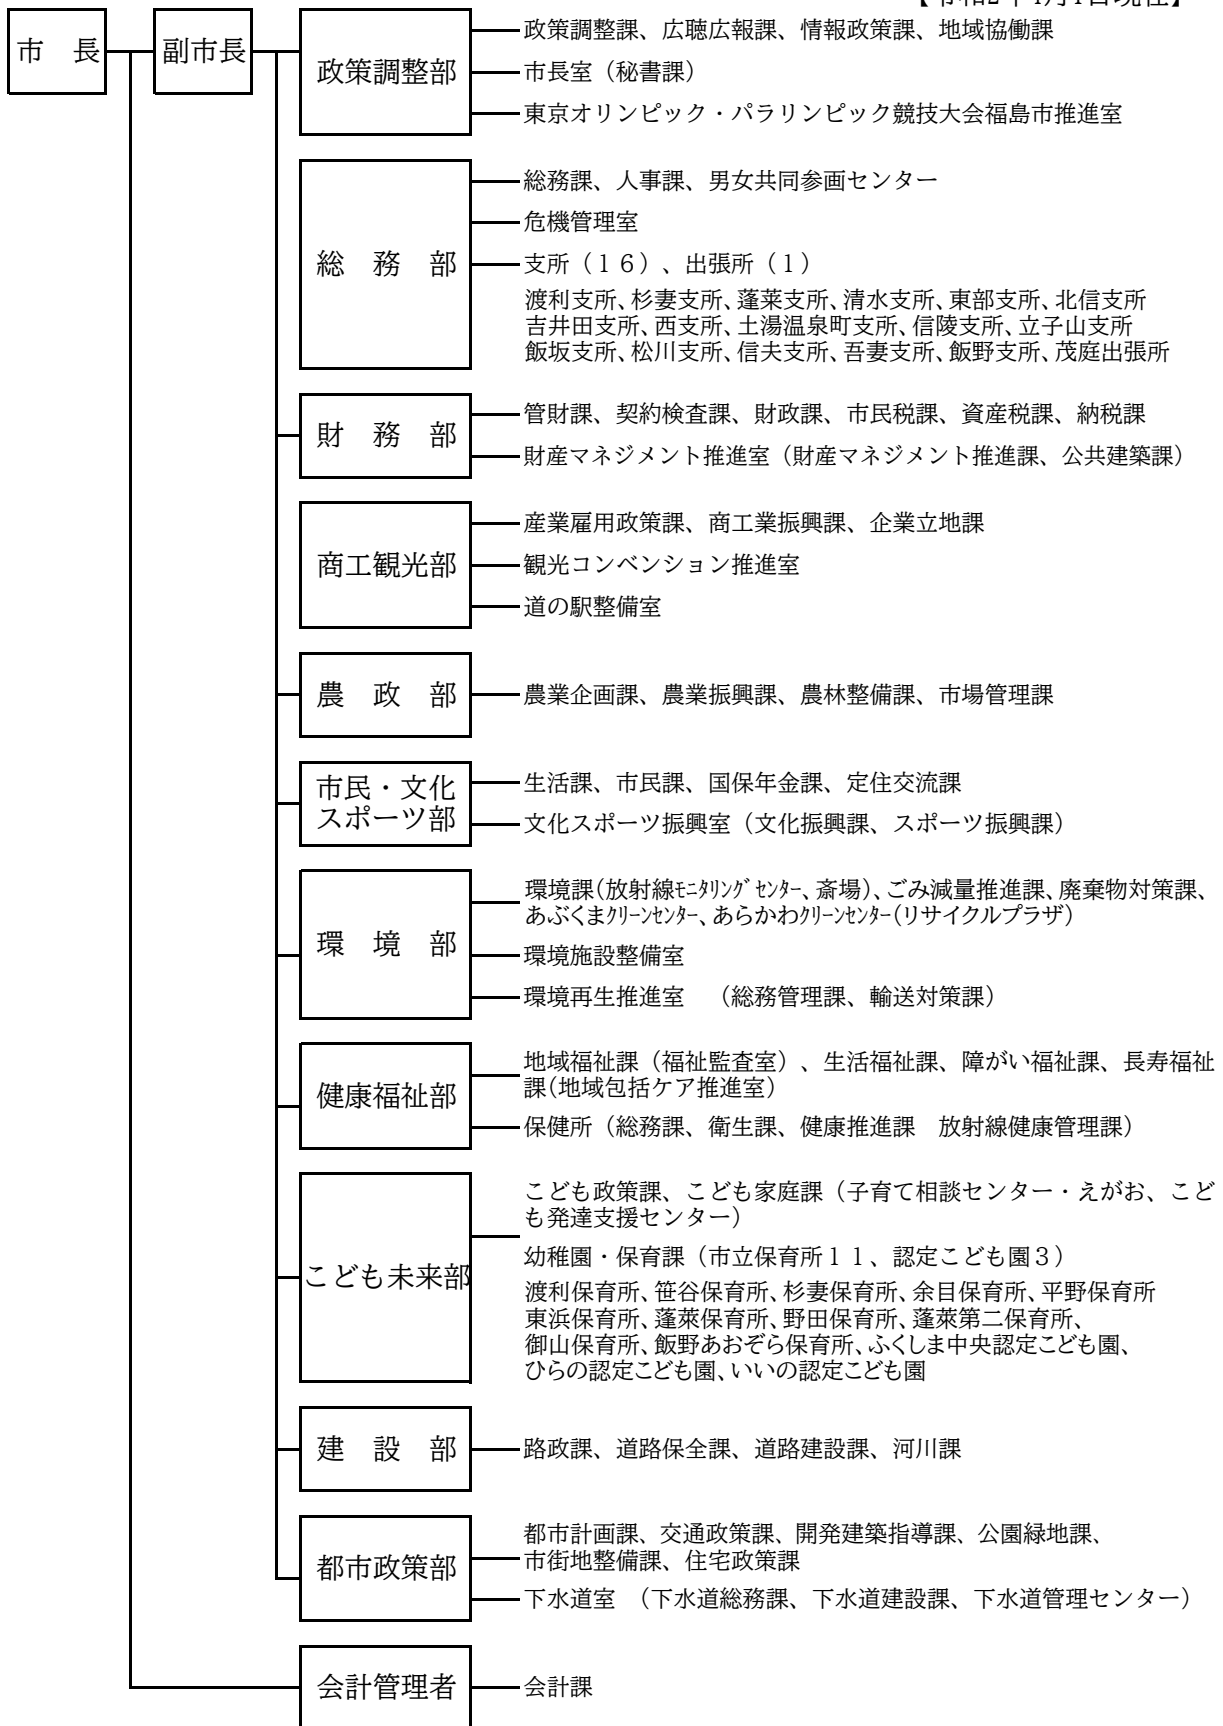 【令和2年4月1日現在】
市　長
副市長
政策調整部
政策調整課、広聴広報課、情報政策課、地域協働課
市長室（秘書課）
東京オリンピック・パラリンピック競技大会福島市推進室
総　務　部
総務課、人事課、男女共同参画センター
危機管理室
支所（１６）、出張所（１）
渡利支所、杉妻支所、蓬莱支所、清水支所、東部支所、北信支所
吉井田支所、西支所、土湯温泉町支所、信陵支所、立子山支所
飯坂支所、松川支所、信夫支所、吾妻支所、飯野支所、茂庭出張所
財　務　部
管財課、契約検査課、財政課、市民税課、資産税課、納税課
財産マネジメント推進室（財産マネジメント推進課、公共建築課）
商工観光部
産業雇用政策課、商工業振興課、企業立地課
観光コンベンション推進室
道の駅整備室
農　政　部
農業企画課、農業振興課、農林整備課、市場管理課
市民・文化
スポーツ部
生活課、市民課、国保年金課、定住交流課
文化スポーツ振興室（文化振興課、スポーツ振興課）
環　境　部
環境課(放射線ﾓﾆﾀﾘﾝｸﾞｾﾝﾀｰ、斎場)、ごみ減量推進課、廃棄物対策課、
あぶくまｸﾘｰﾝｾﾝﾀｰ、あらかわｸﾘｰﾝｾﾝﾀｰ(リサイクルプラザ)
環境施設整備室
環境再生推進室　（総務管理課、輸送対策課）
健康福祉部
地域福祉課（福祉監査室）、生活福祉課、障がい福祉課、長寿福祉
課(地域包括ケア推進室)
保健所（総務課、衛生課、健康推進課　放射線健康管理課）
こども未来部
こども政策課、こども家庭課（子育て相談センター・えがお、こど
も発達支援センター）
幼稚園・保育課（市立保育所１１、認定こども園３）
渡利保育所、笹谷保育所、杉妻保育所、余目保育所、平野保育所
東浜保育所、蓬萊保育所、野田保育所、蓬萊第二保育所、
御山保育所、飯野あおぞら保育所、ふくしま中央認定こども園、
ひらの認定こども園、いいの認定こども園
建　設　部
路政課、道路保全課、道路建設課、河川課
都市政策部
都市計画課、交通政策課、開発建築指導課、公園緑地課、
市街地整備課、住宅政策課
下水道室　（下水道総務課、下水道建設課、下水道管理センター）
会計管理者
会計課